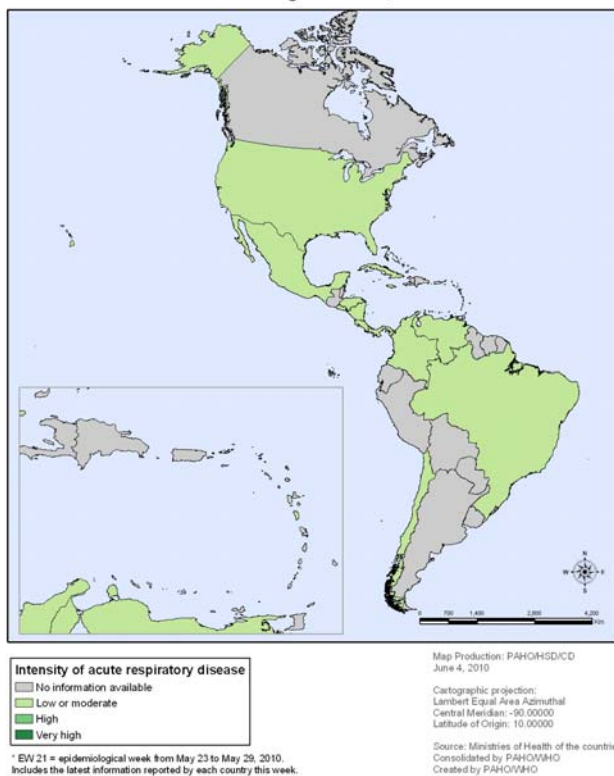 N
W E
S
0 700 1,400 2,800 4,200
Km
Intensity of acute respiratory disease
No information available
Low or moderate
High
Very high
* EW 21 = epidemiological week from May 23 to May 29, 2010.
Includes the latest information reported by each country this week.
Map Production: PAHO/HSD/CD
June 4, 2010
Cartographic projection:
Lambert Equal Area Azimuthal
Central Meridian: -90.00000
Latitude of Origin: 10.00000
Source: Ministries of Health of the countrie
Consolidated by PAHO/WHO
Created by PAHO/WHO